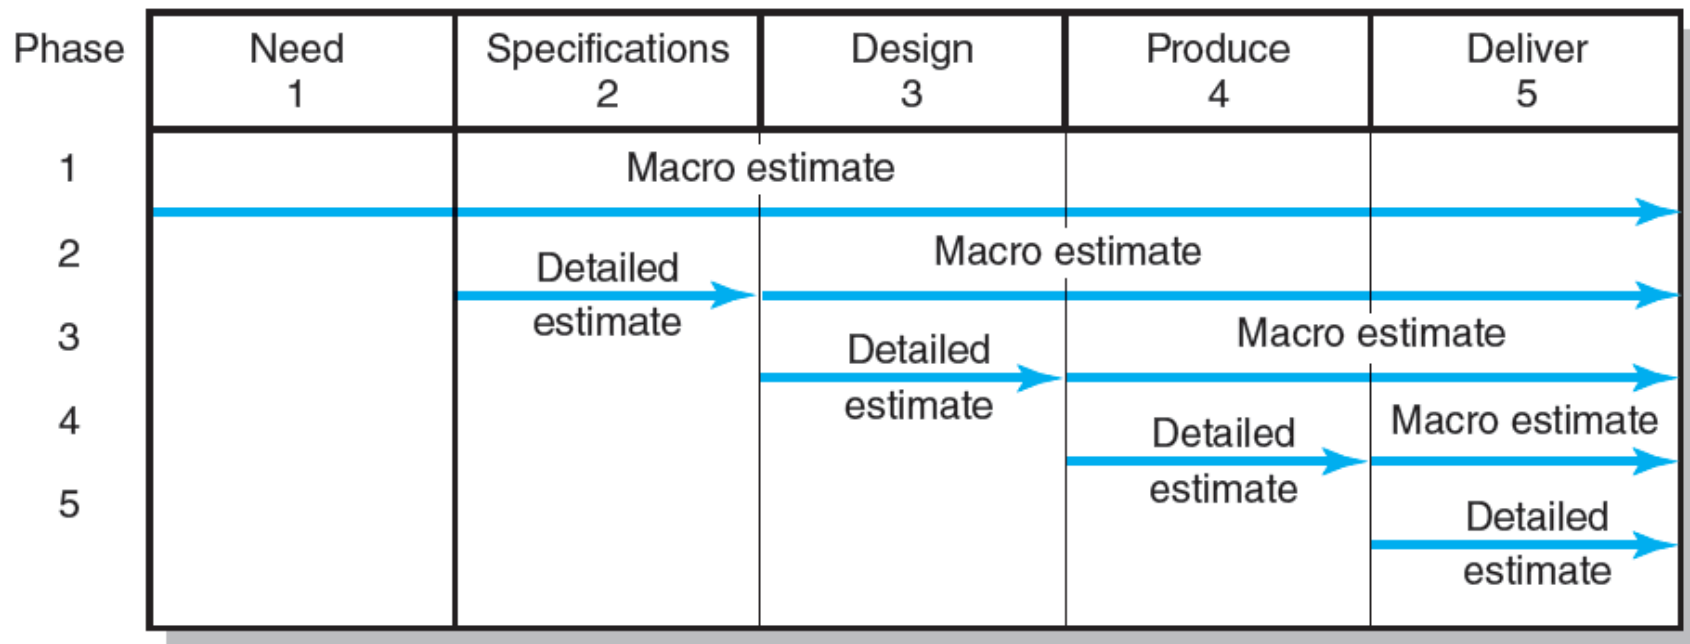 Phase
Need
1
Specifications
2
Design
3
Produce
4
Deliver
5
1
Macro estimate
2
Detailed
estimate
Macro estimate
3
Detailed
estimate
Macro estimate
4
Detailed
estimate
Macro estimate
5
Detailed
estimate